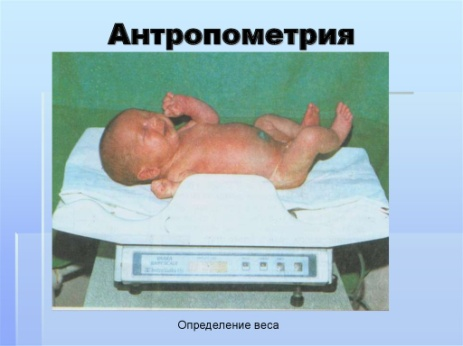 Антропометрия
Определение веса